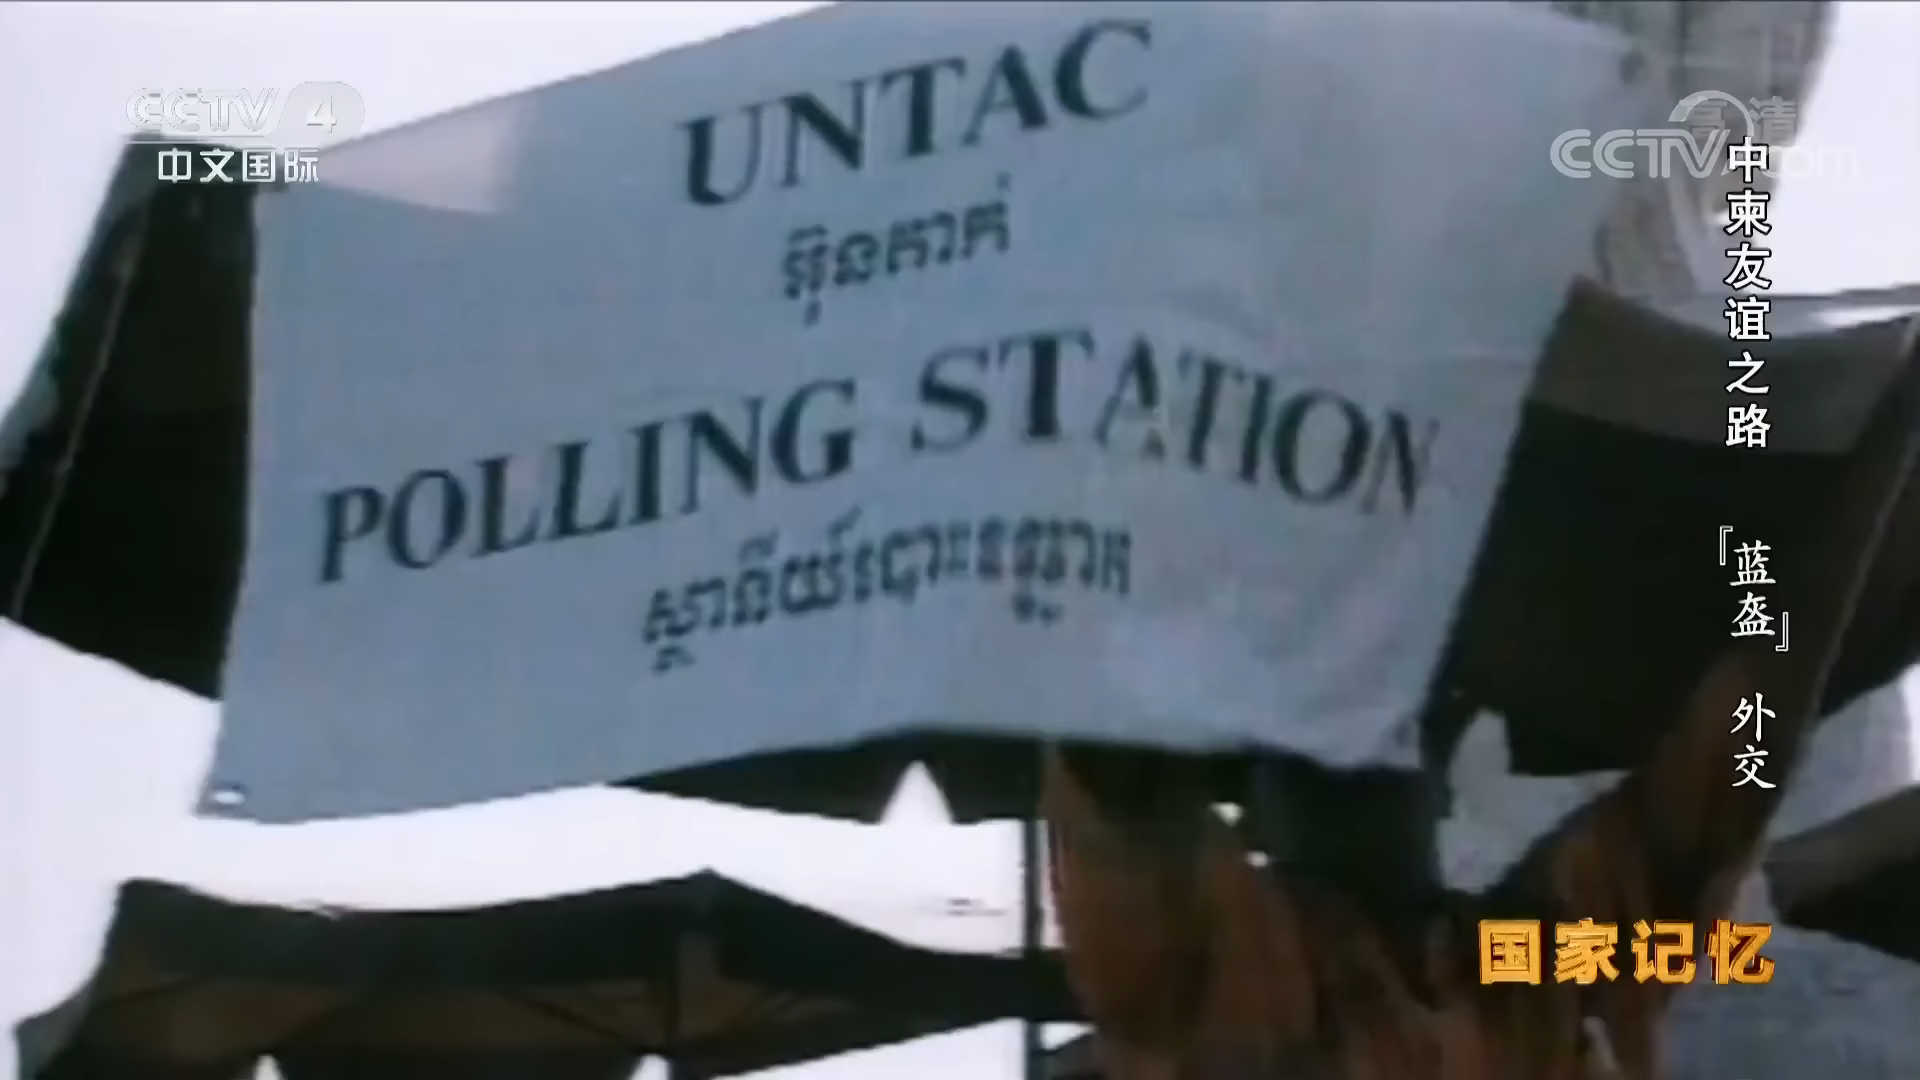 CCTV 4
中文国际
高清
CCTV.com
UNTAC
អ៊ុនតាក់
POLLING STATION
ស្ថានីយ៍បោះឆ្នោត
中柬友谊之路
『蓝盔』外交
国家记忆